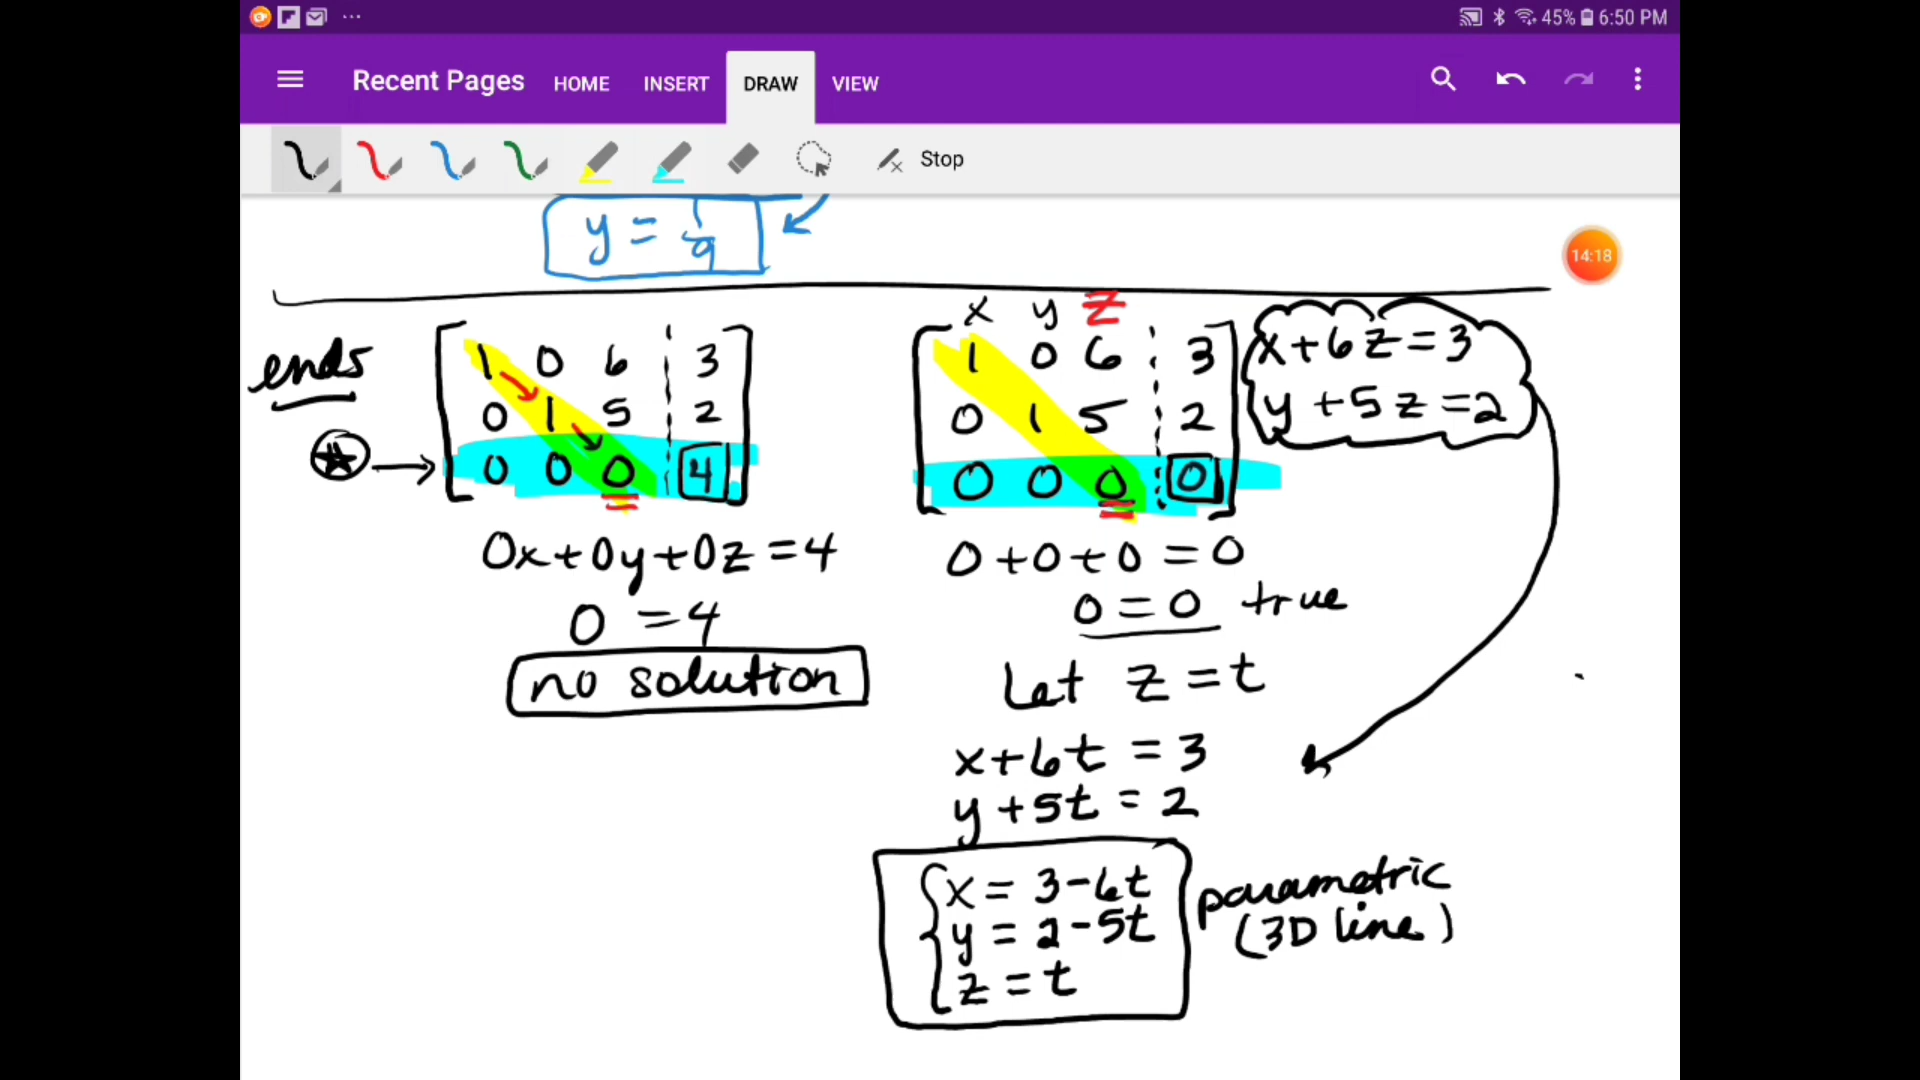 45% 6:50 PM
Recent Pages HOME INSERT DRAW VIEW
Stop
y = 1/9
14:18
ends
1 0 6 3
0 1 5 2
0 0 0 4
0x+0y+0z=4
0 =4
no solution
x y z
1 0 6 3
0 1 5 2
0 0 0 0
x+6z=3
y+5z=2
0+0+0=0
0=0 true
Let z=t
x+6t=3
y+5t=2
x=3-6t
y=2-5t
z=t
parametric
(3D line)